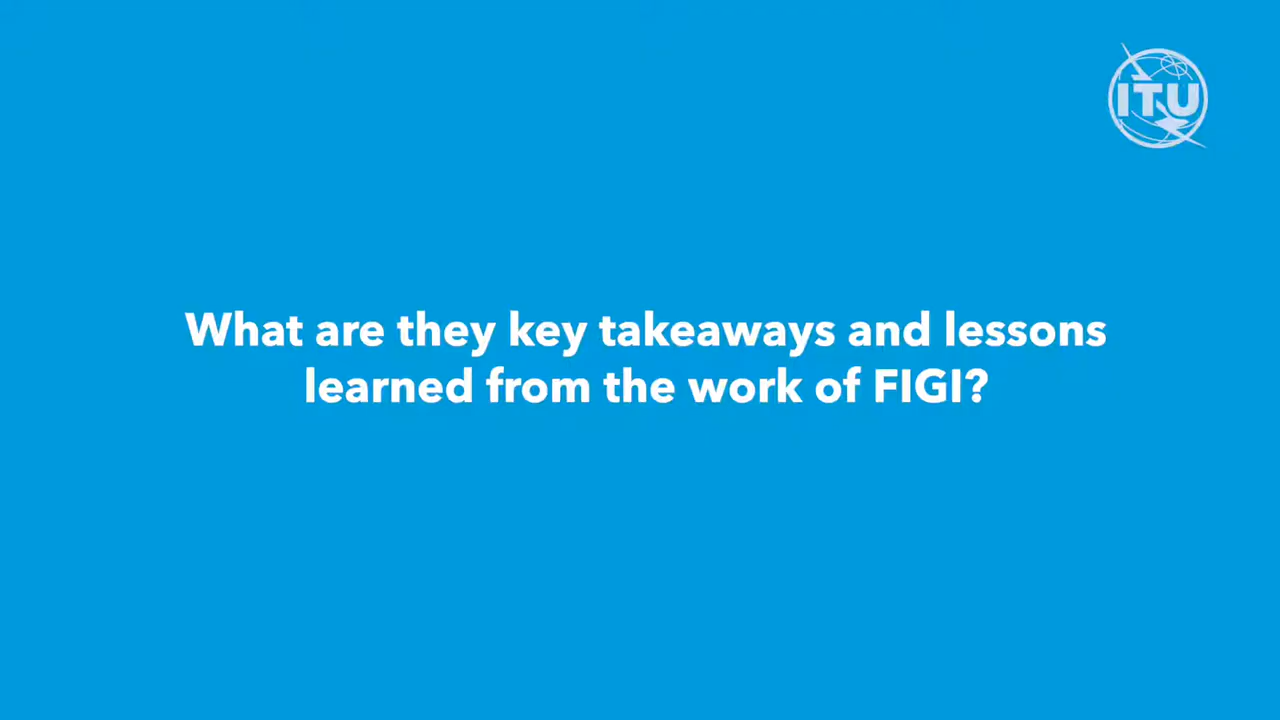 ITU
What are they key takeaways and lessons
learned from the work of FIGI?